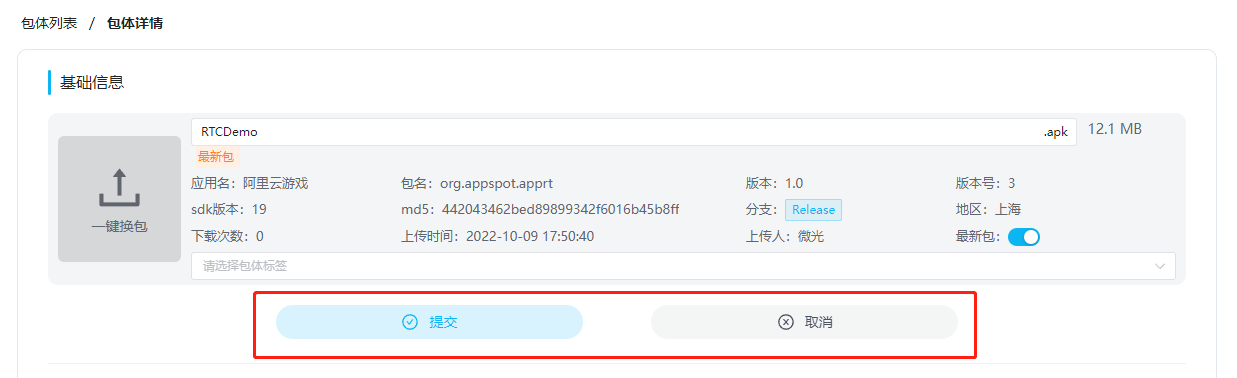 包体列表 / 包体详情
基础信息
RTCDemo .apk 12.1 MB
最新包
应用名：阿里云游戏 包名：org.appspot.apprt 版本：1.0 版本号：3
sdk版本：19 md5：442043462bed89899342f6016b45b8ff 分支：Release 地区：上海
一键换包
下载次数：0 上传时间：2022-10-09 17:50:40 上传人：微光 最新包：
请选择包体标签
提交 取消